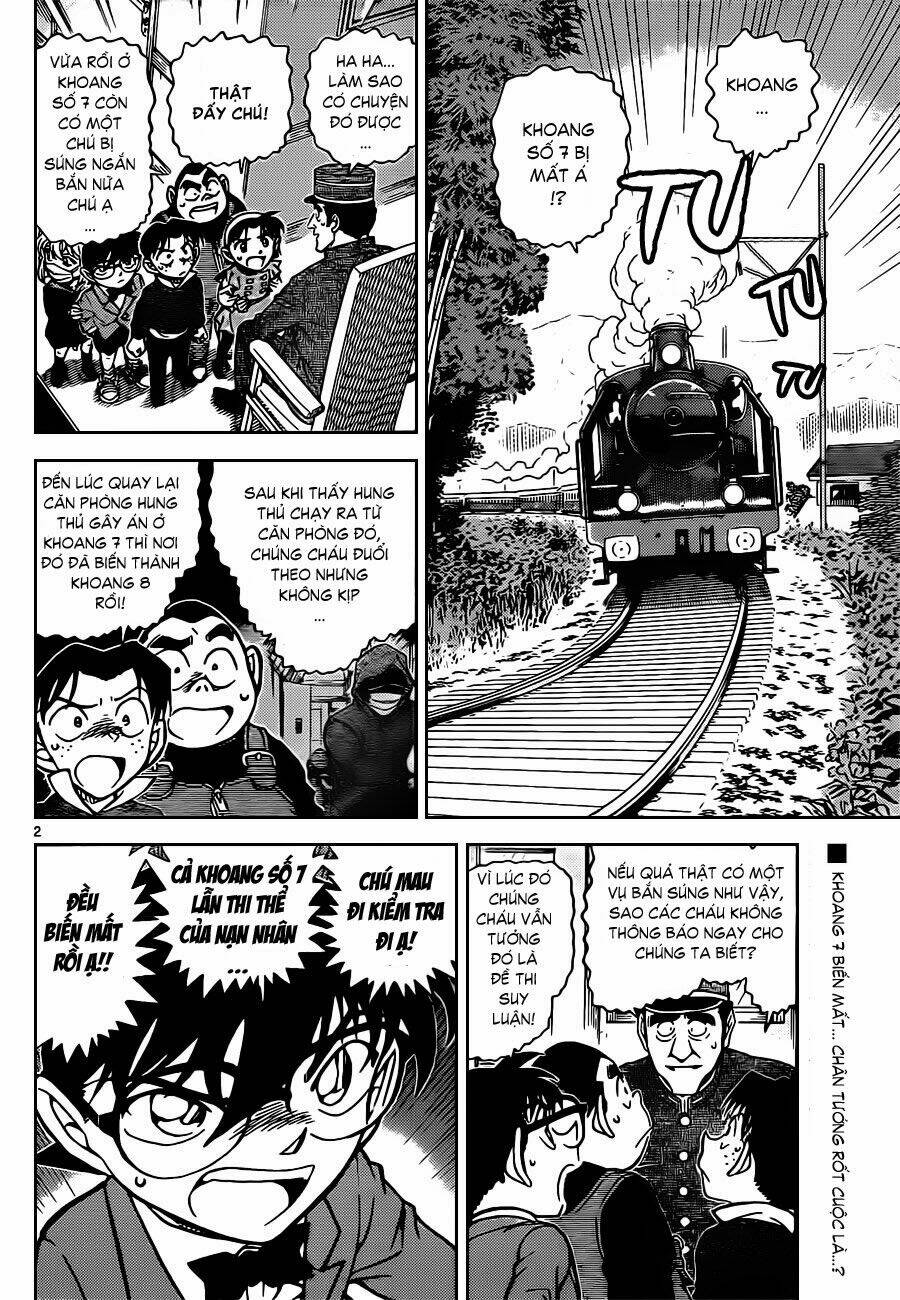 KHOANG
...
KHOANG
SỐ 7 BỊ
MẤT Á
!?
TU
TU
TU
HA HA...
LÀM SAO
CÓ CHUYỆN
ĐÓ ĐƯỢC
...
THẬT
ĐẤY CHÚ!
VỪA RỒI Ở
KHOANG
SỐ 7 CÒN
CÓ MỘT
CHÚ BỊ
SÚNG NGẮN
BẮN NỮA
CHÚ Ạ
...
SAU KHI THẤY HUNG
THỦ CHẠY RA TỪ
CĂN PHÒNG ĐÓ,
CHÚNG CHÁU ĐUỔI
THEO NHƯNG
KHÔNG KỊP
...
ĐẾN LÚC QUAY LẠI
CĂN PHÒNG HUNG
THỦ GÂY ÁN Ở
KHOANG 7 THÌ NƠI
ĐÓ ĐÃ BIẾN THÀNH
KHOANG 8
RỒI!
2
KHOANG 7 BIẾN MẤT... CHÂN TƯỚNG RỐT CUỘC LÀ...?
NẾU QUẢ THẬT CÓ MỘT
VỤ BẮN SÚNG NHƯ VẬY,
SAO CÁC CHÁU KHÔNG
THÔNG BÁO NGAY CHO
CHÚNG TA BIẾT?
VÌ LÚC ĐÓ
CHÚNG
CHÁU VẪN
TƯỚNG
ĐÓ LÀ
ĐỀ THI
SUY
LUẬN!
CHÚ MAU
ĐI KIỂM TRA
ĐI Ạ!
CẢ KHOANG SỐ 7
LẪN THI THỂ
CỦA NẠN NHÂN
...
ĐỀU
BIẾN MẤT
RỒI Ạ!!